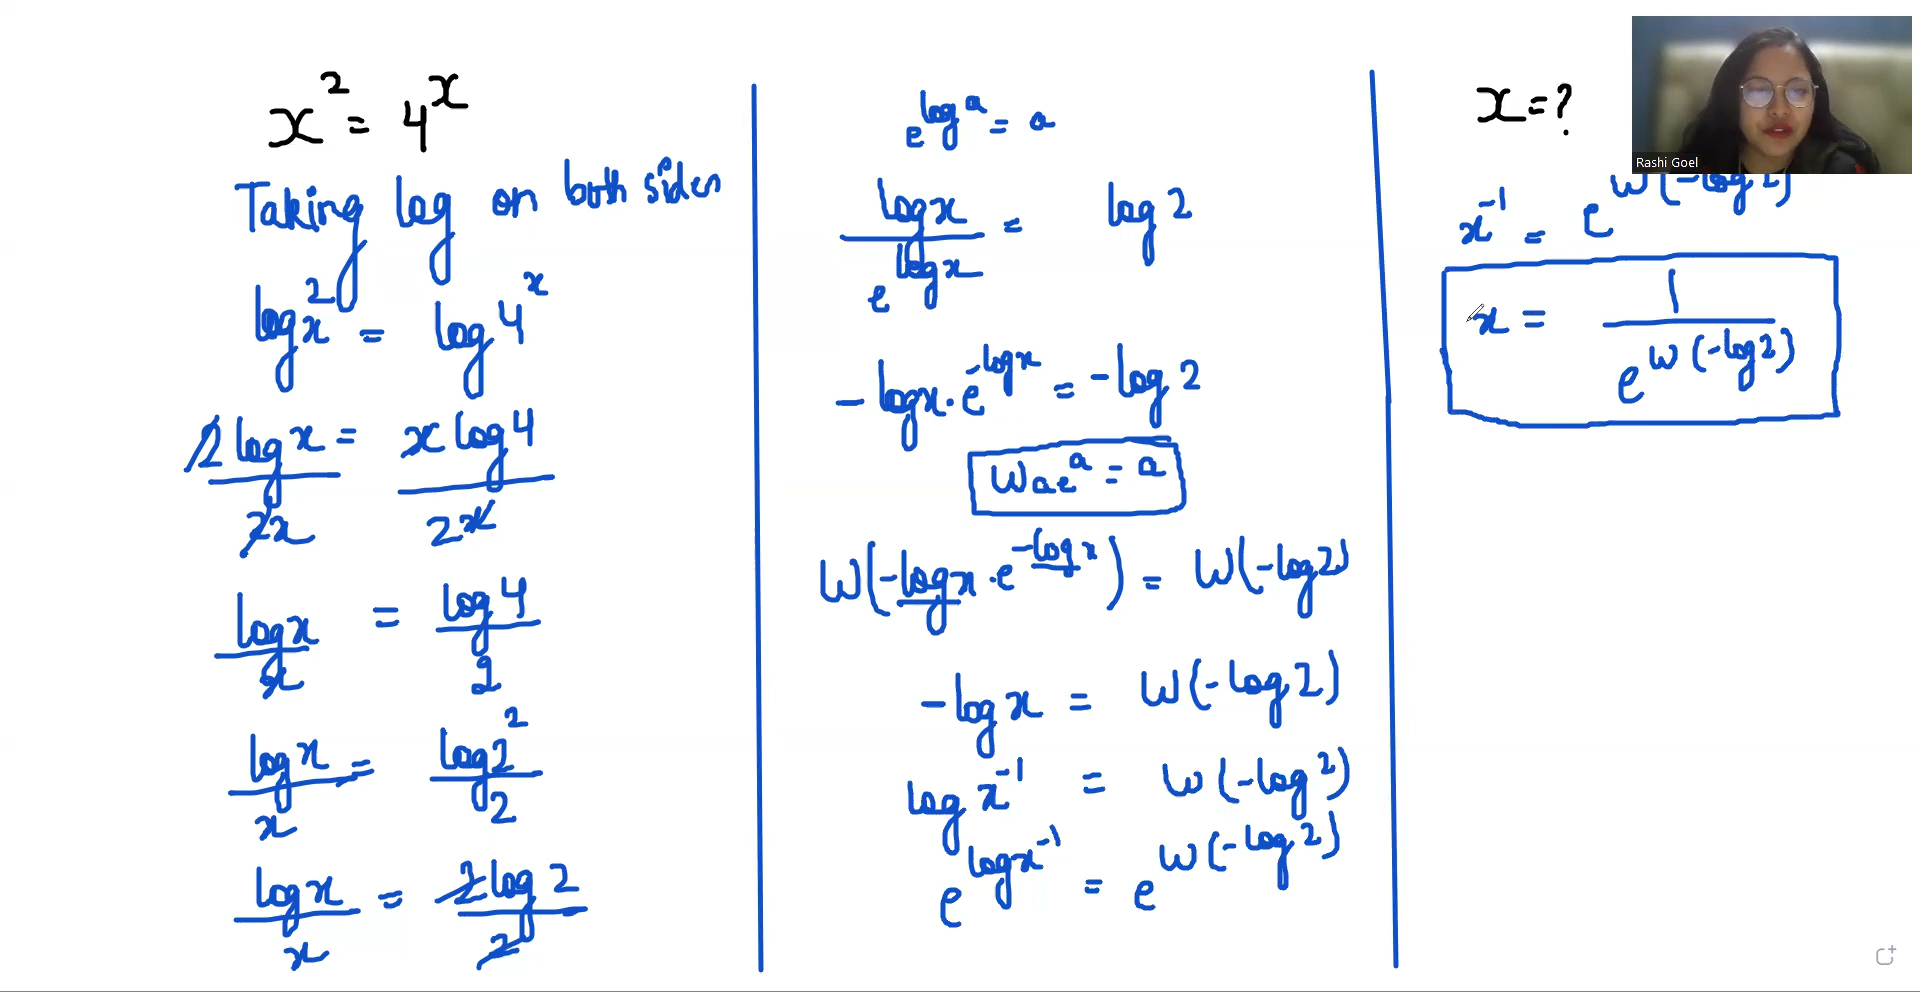 x² = 4ˣ
Taking log on both sides
log x² = log 4ˣ
2 log x / 2x = x log 4 / 2x
log x / x = log 4 / 2
log x / x = log 2² / 2
log x / x = 2 log 2 / 2
e^(log a) = a
log x / e^(log x) = log 2
- log x · e^(-log x) = - log 2
W a e^a = a
W(-log x · e^(-log x)) = W(-log 2)
- log x = W(-log 2)
log x⁻¹ = W(-log 2)
e^(log x⁻¹) = e^(W(-log 2))
x = ?
x⁻¹ = e^(W(-log 2))
x = 1 / e^(W(-log 2))
Rashi Goel